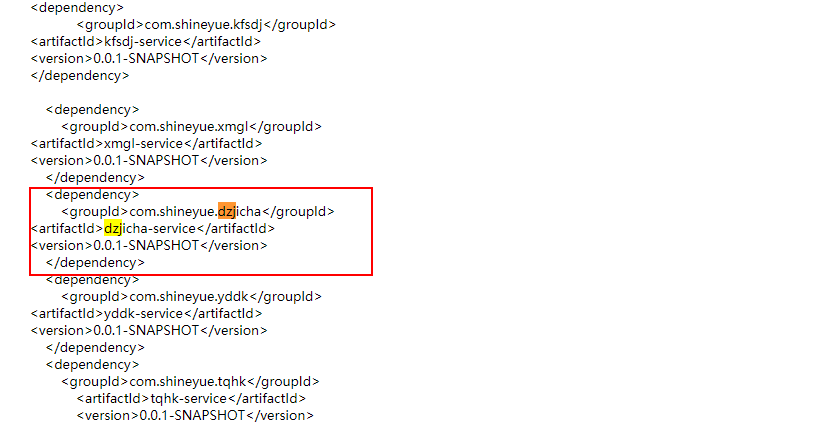 <dependency>
<groupId>com.shineyue.kfsdj</groupId>
<artifactId>kfsdj-service</artifactId>
<version>0.0.1-SNAPSHOT</version>
</dependency>
<dependency>
<groupId>com.shineyue.xmgl</groupId>
<artifactId>xmgl-service</artifactId>
<version>0.0.1-SNAPSHOT</version>
</dependency>
<dependency>
<groupId>com.shineyue.dzjicha</groupId>
<artifactId>dzjicha-service</artifactId>
<version>0.0.1-SNAPSHOT</version>
</dependency>
<dependency>
<groupId>com.shineyue.yddk</groupId>
<artifactId>yddk-service</artifactId>
<version>0.0.1-SNAPSHOT</version>
</dependency>
<dependency>
<groupId>com.shineyue.tqhk</groupId>
<artifactId>tqhk-service</artifactId>
<version>0.0.1-SNAPSHOT</version>